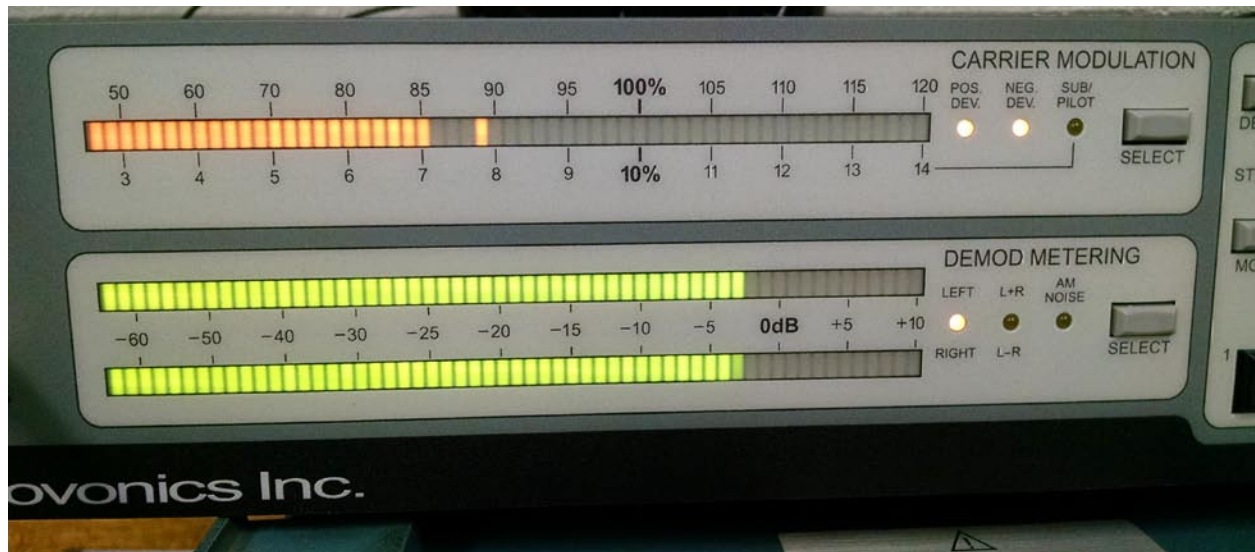 CARRIER MODULATION
50 60 70 80 85 90 95 100% 105 110 115 120
POS. DEV. NEG. DEV. SUB/ PILOT
3 4 5 6 7 8 9 10% 11 12 13 14
SELECT
DEMOD METERING
LEFT L+R AM NOISE
−60 −50 −40 −30 −25 −20 −15 −10 −5 0dB +5 +10
RIGHT L−R
SELECT
1
ovonics Inc.